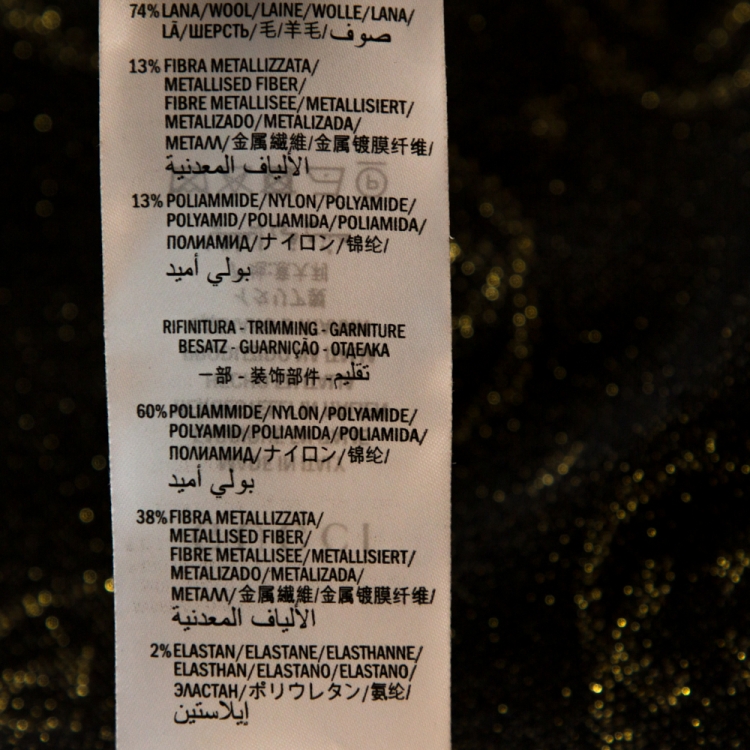 74% LANA/WOOL/LAINE/WOLLE/LANA/
LÃ/ШЕРСТЬ/毛/羊毛/صوف
13% FIBRA METALLIZZATA/
METALLISED FIBER/
FIBRE METALLISEE/METALLISIERT/
METALIZADO/METALIZADA/
МЕТАЛЛ/金属繊維/金属镀膜纤维/
الألياف المعدنية
13% POLIAMMIDE/NYLON/POLYAMIDE/
POLYAMID/POLIAMIDA/POLIAMIDA/
ПОЛИАМИД/ナイロン/锦纶/
بولي أميد
RIFINITURA - TRIMMING - GARNITURE
BESATZ - GUARNIÇÃO - ОТДЕЛКА
一部 - 装饰部件 - تقليم
60% POLIAMMIDE/NYLON/POLYAMIDE/
POLYAMID/POLIAMIDA/POLIAMIDA/
ПОЛИАМИД/ナイロン/锦纶/
بولي أميد
38% FIBRA METALLIZZATA/
METALLISED FIBER/
FIBRE METALLISEE/METALLISIERT/
METALIZADO/METALIZADA/
МЕТАЛЛ/金属繊維/金属镀膜纤维/
الألياف المعدنية
2% ELASTAN/ELASTANE/ELASTHANNE/
ELASTHAN/ELASTANO/ELASTANO/
ЭЛАСТАН/ポリウレタン/氨纶/
إيلاستين